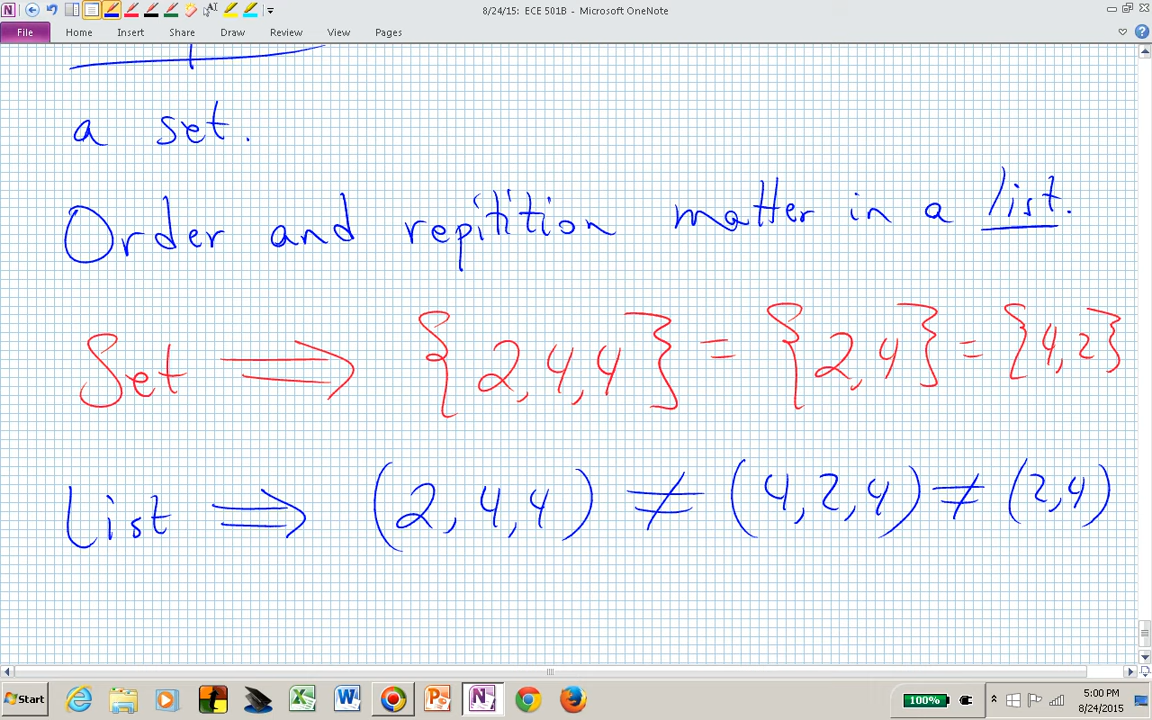 8/24/15: ECE 501B - Microsoft OneNote
File Home Insert Share Draw Review View Pages
a set.
Order and repitition matter in a list.
Set ⟹ {2,4,4} = {2,4} = {4,2}
List ⟹ (2,4,4) ≠ (4,2,4) ≠ (2,4)
Start 100% 5:00 PM
8/24/2015